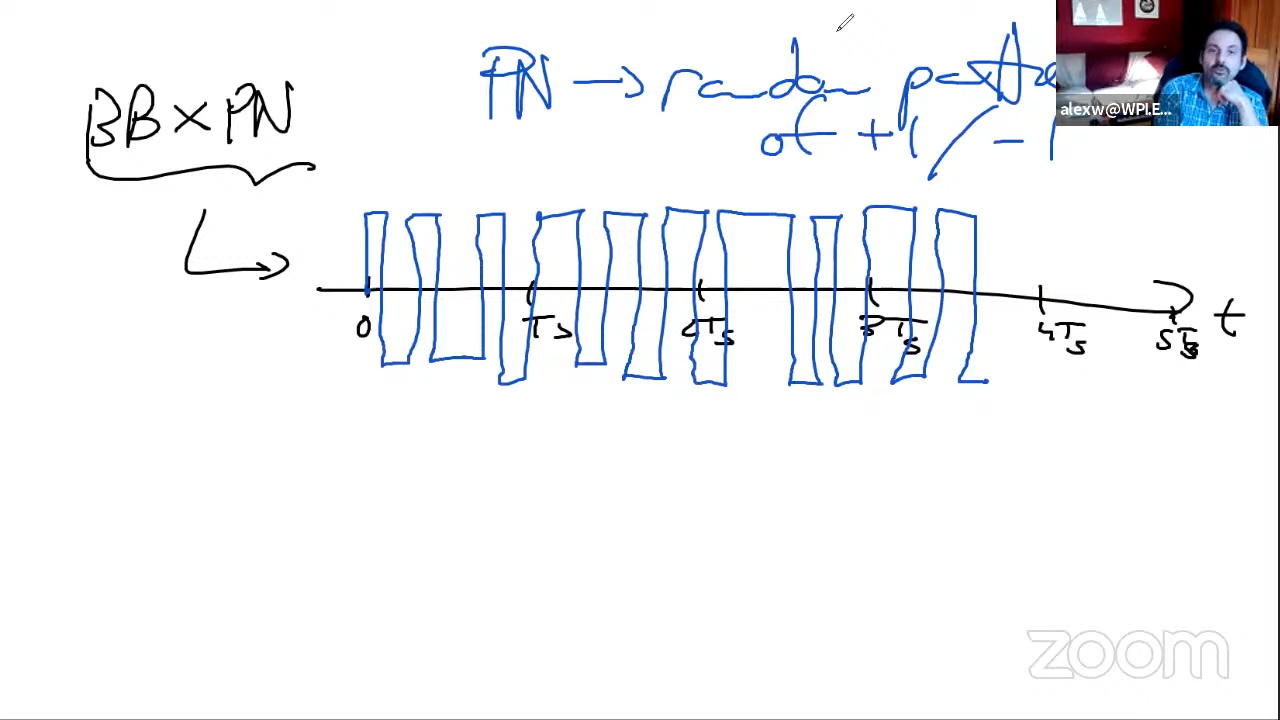 PN → random pattern
BB × PN
of +1/-1
alexw@WPI.E...
0 Ts 2Ts 3Ts 4Ts 5Ts t
zoom